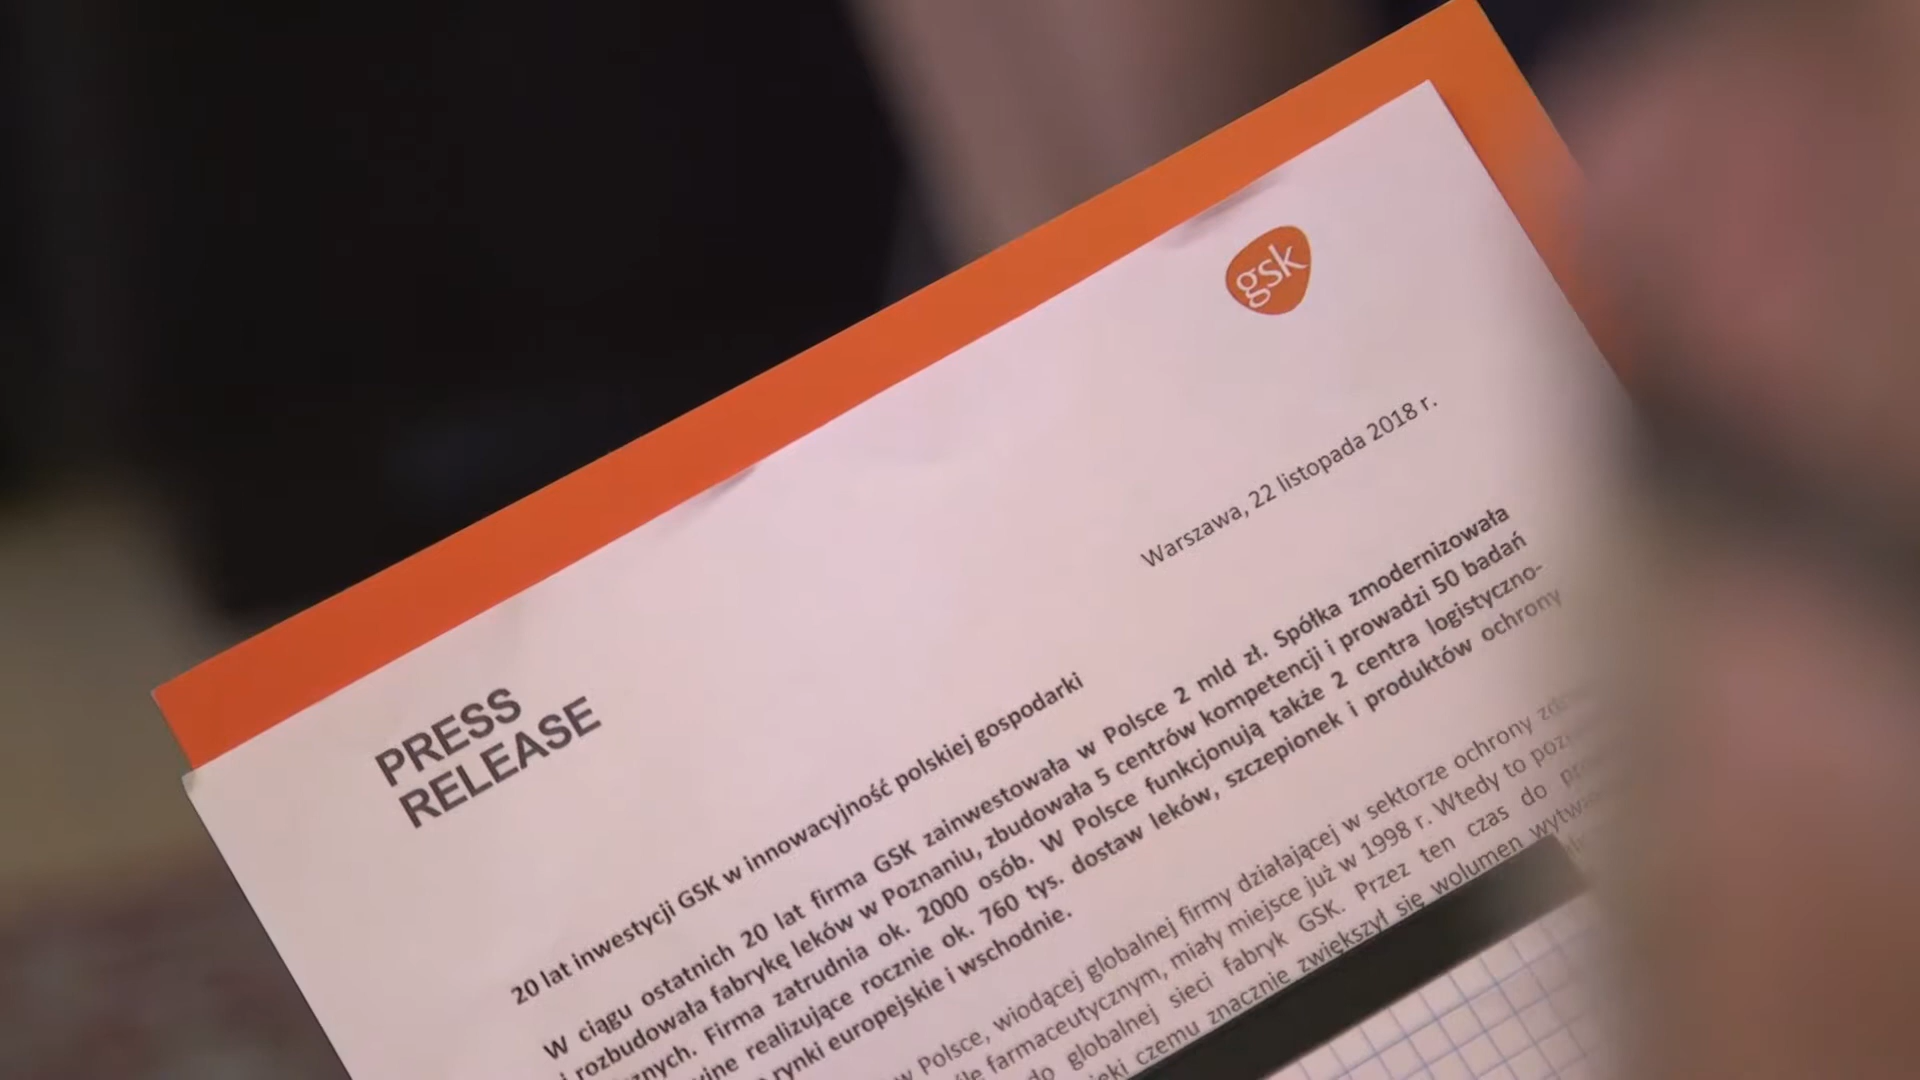 gsk
Warszawa, 22 listopada 2018 r.
PRESS
RELEASE
20 lat inwestycji GSK w innowacyjność polskiej gospodarki
W ciągu ostatnich 20 lat firma GSK zainwestowała w Polsce 2 mld zł. Spółka zmodernizowała
i rozbudowała fabrykę leków w Poznaniu, zbudowała 5 centrów kompetencji i prowadzi 50 badań
Firma zatrudnia ok. 2000 osób. W Polsce funkcjonują także 2 centra logistyczno-
realizujące rocznie ok. 760 tys. dostaw leków, szczepionek i produktów ochrony
rynki europejskie i wschodnie.
w Polsce, wiodącej globalnej firmy działającej w sektorze ochrony
farmaceutycznym, miały miejsce już w 1998 r. Wtedy to
do globalnej sieci fabryk GSK. Przez ten czas do
czemu znacznie zwiększył się wolumen